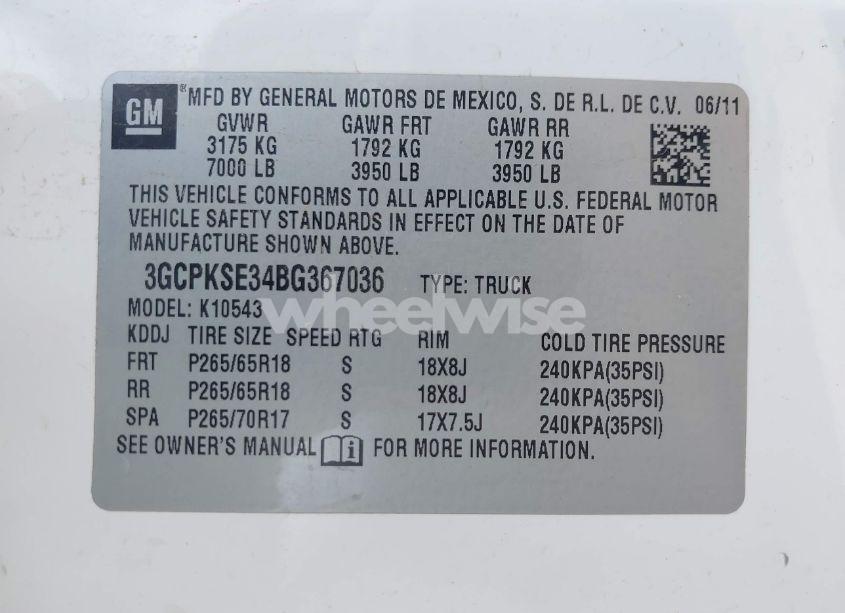 GM ® MFD BY GENERAL MOTORS DE MEXICO, S. DE R.L. DE C.V. 06/11
GVWR GAWR FRT GAWR RR
3175 KG 1792 KG 1792 KG
7000 LB 3950 LB 3950 LB
THIS VEHICLE CONFORMS TO ALL APPLICABLE U.S. FEDERAL MOTOR
VEHICLE SAFETY STANDARDS IN EFFECT ON THE DATE OF
MANUFACTURE SHOWN ABOVE.
3GCPKSE34BG367036 TYPE: TRUCK
wheelwise
MODEL: K10543
KDDJ TIRE SIZE SPEED RTG RIM COLD TIRE PRESSURE
FRT P265/65R18 S 18X8J 240KPA(35PSI)
RR P265/65R18 S 18X8J 240KPA(35PSI)
SPA P265/70R17 S 17X7.5J 240KPA(35PSI)
SEE OWNER'S MANUAL i FOR MORE INFORMATION.